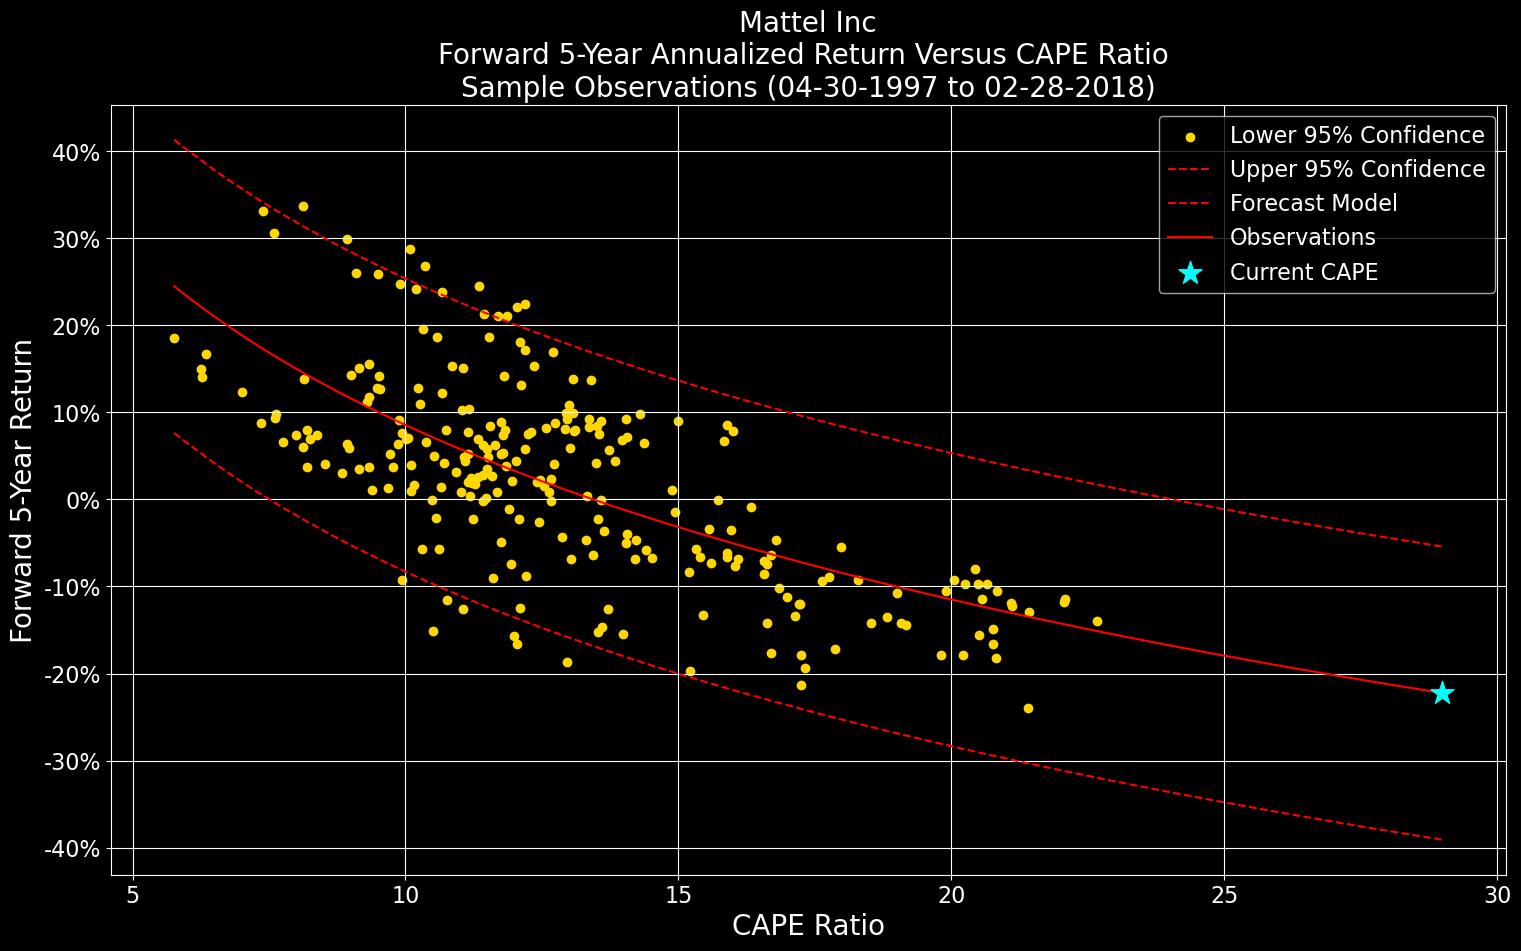 Mattel Inc
Forward 5-Year Annualized Return Versus CAPE Ratio
Sample Observations (04-30-1997 to 02-28-2018)
Lower 95% Confidence
Upper 95% Confidence
Forecast Model
Observations
Current CAPE
Forward 5-Year Return
40%
30%
20%
10%
0%
-10%
-20%
-30%
-40%
5 10 15 20 25 30
CAPE Ratio